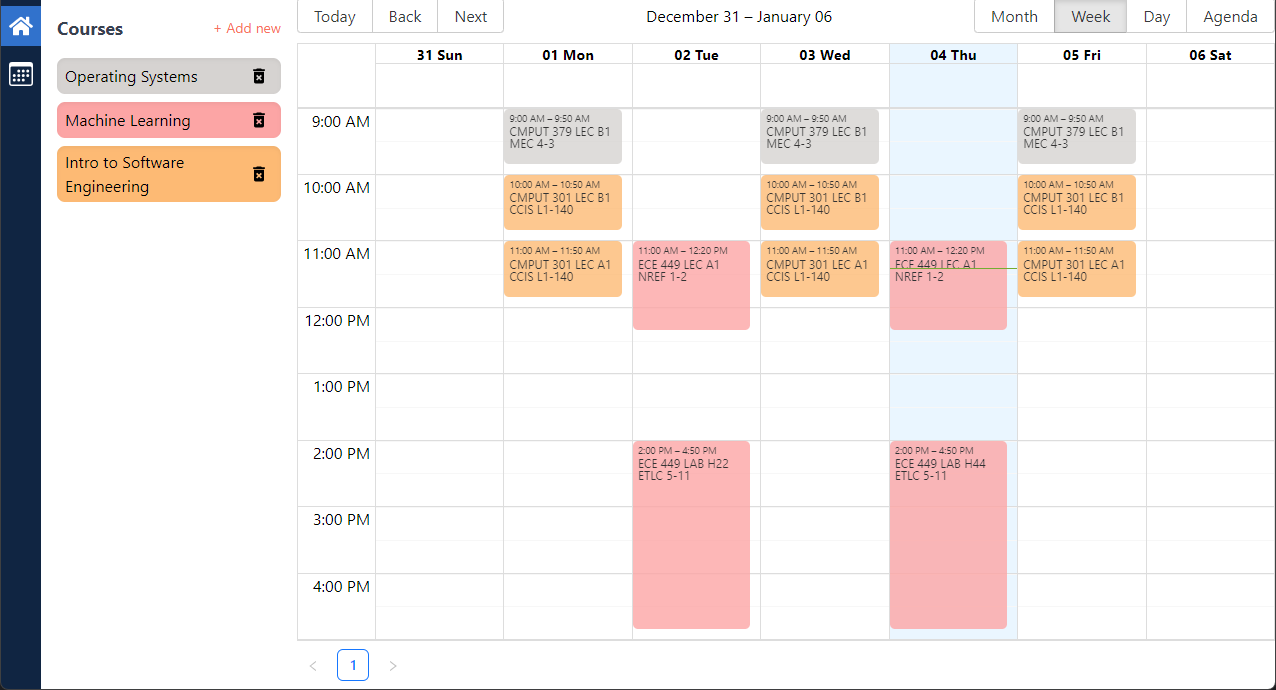 Courses
+ Add new
Operating Systems
Machine Learning
Intro to Software
Engineering
Today
Back
Next
December 31 – January 06
Month
Week
Day
Agenda
31 Sun
01 Mon
02 Tue
03 Wed
04 Thu
05 Fri
06 Sat
9:00 AM
9:00 AM – 9:50 AM
CMPUT 379 LEC B1
MEC 4-3
9:00 AM – 9:50 AM
CMPUT 379 LEC B1
MEC 4-3
9:00 AM – 9:50 AM
CMPUT 379 LEC B1
MEC 4-3
10:00 AM
10:00 AM – 10:50 AM
CMPUT 301 LEC B1
CCIS L1-140
10:00 AM – 10:50 AM
CMPUT 301 LEC B1
CCIS L1-140
10:00 AM – 10:50 AM
CMPUT 301 LEC B1
CCIS L1-140
11:00 AM
11:00 AM – 11:50 AM
CMPUT 301 LEC A1
CCIS L1-140
11:00 AM – 12:20 PM
ECE 449 LEC A1
NREF 1-2
11:00 AM – 11:50 AM
CMPUT 301 LEC A1
CCIS L1-140
11:00 AM – 12:20 PM
ECE 449 LEC A1
NREF 1-2
11:00 AM – 11:50 AM
CMPUT 301 LEC A1
CCIS L1-140
12:00 PM
1:00 PM
2:00 PM
2:00 PM – 4:50 PM
ECE 449 LAB H22
ETLC 5-11
2:00 PM – 4:50 PM
ECE 449 LAB H44
ETLC 5-11
3:00 PM
4:00 PM
< 1 >